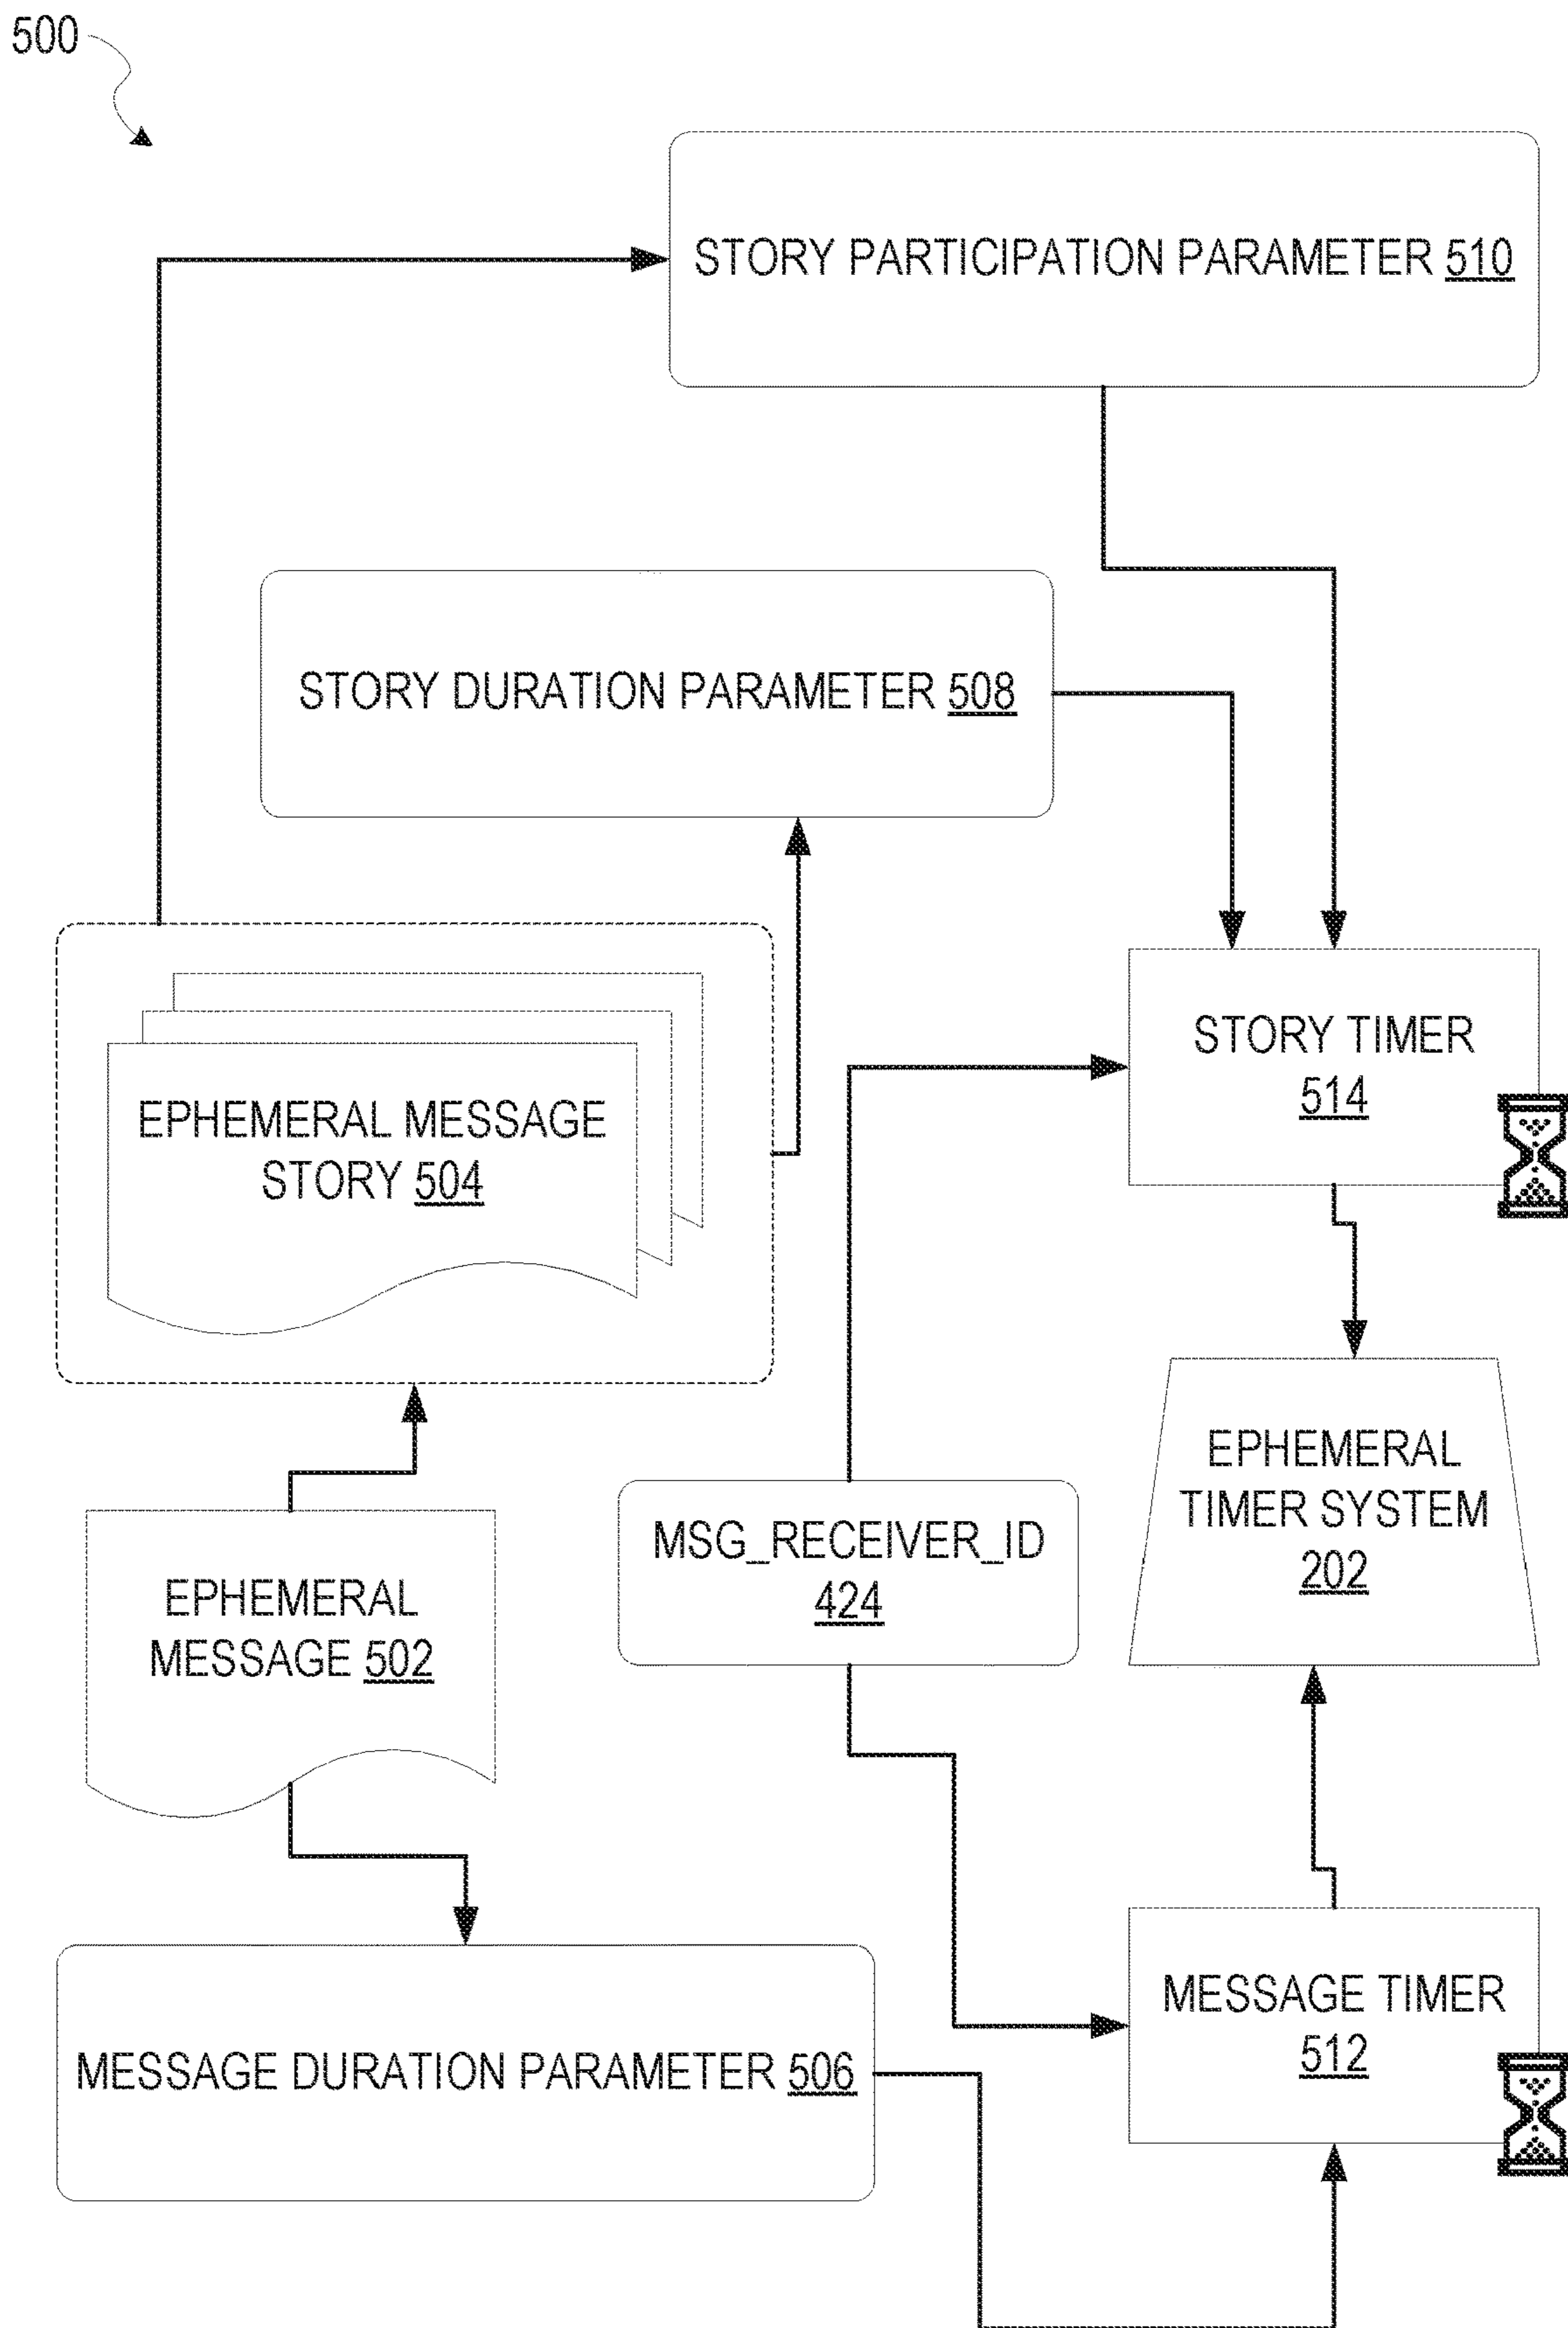 500
STORY PARTICIPATION PARAMETER 510
STORY DURATION PARAMETER 508
STORY TIMER
514
EPHEMERAL MESSAGE
STORY 504
EPHEMERAL
TIMER SYSTEM
202
MSG_RECEIVER_ID
424
EPHEMERAL
MESSAGE 502
MESSAGE TIMER
512
MESSAGE DURATION PARAMETER 506